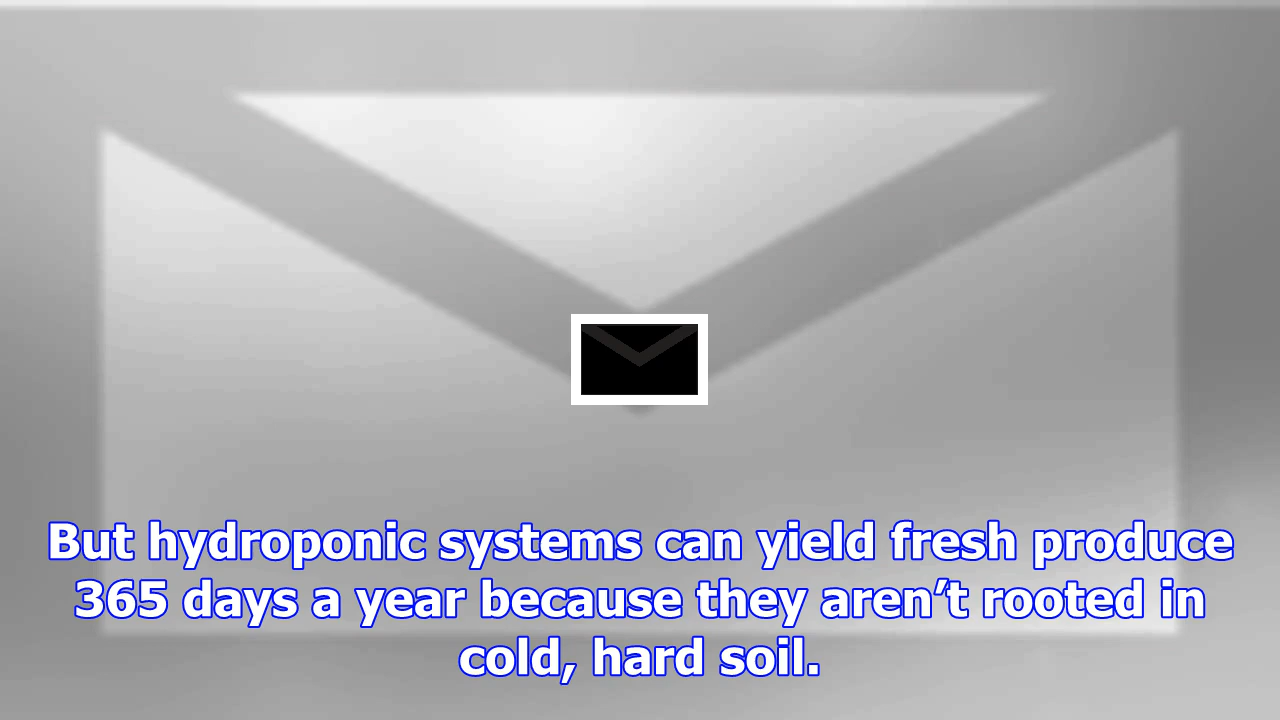 But hydroponic systems can yield fresh produce
365 days a year because they aren’t rooted in
cold, hard soil.